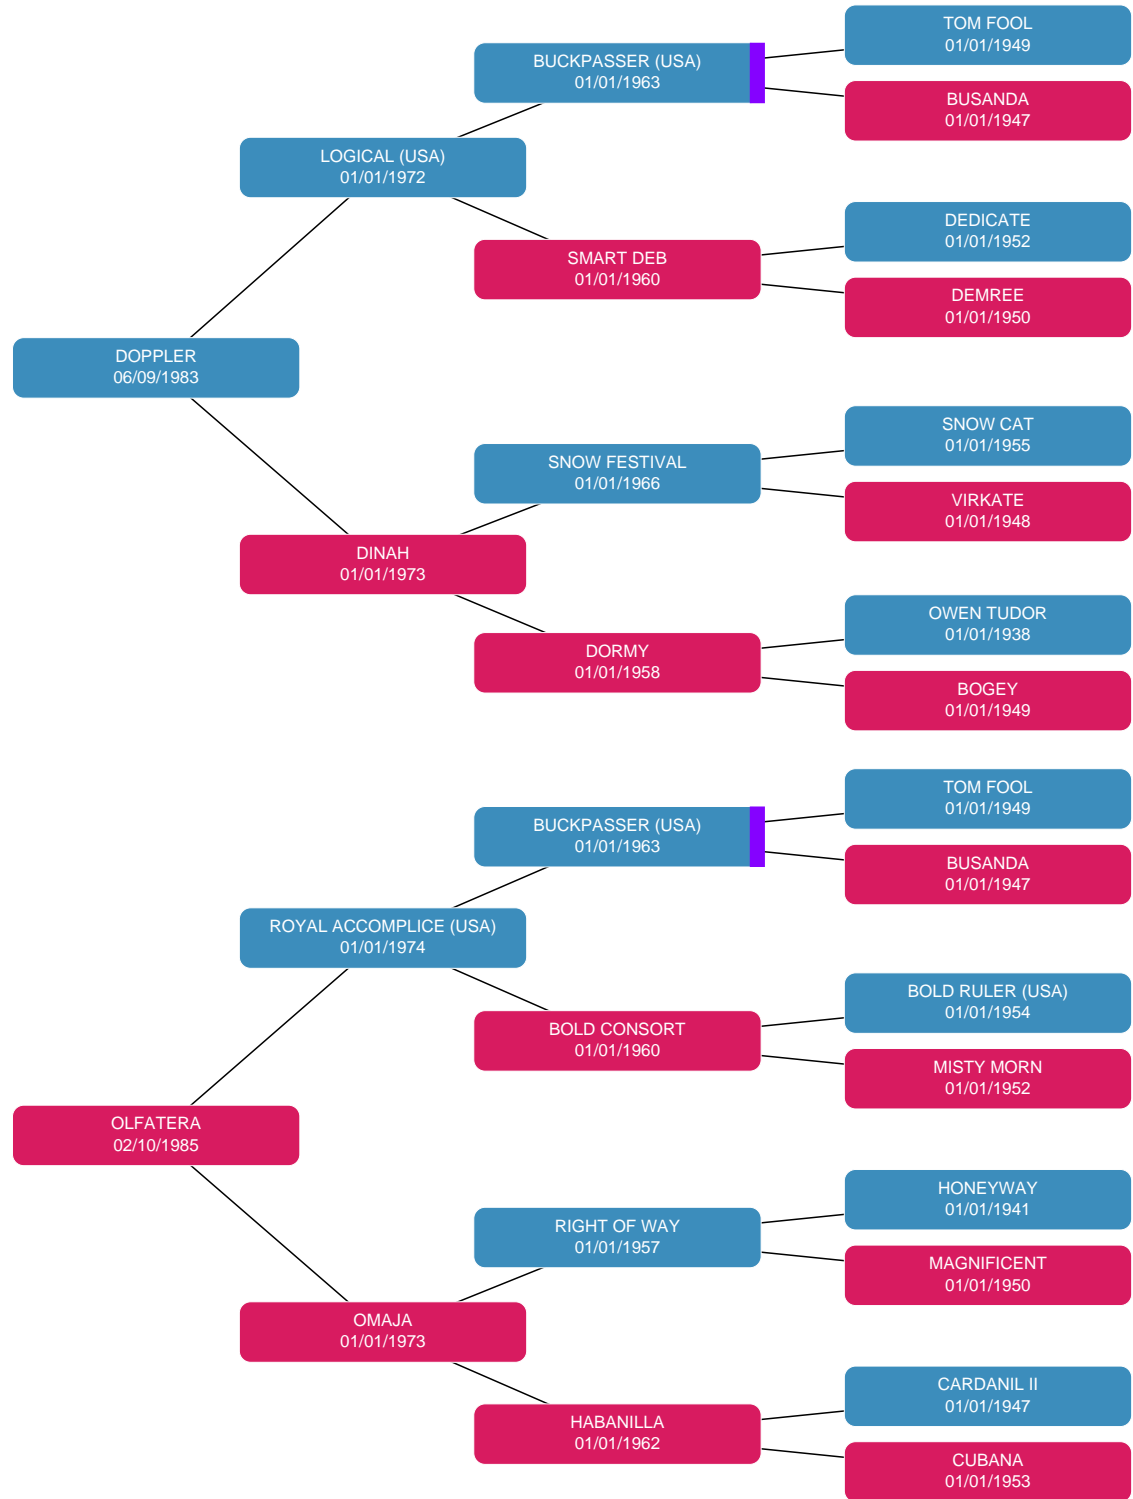 TOM FOOL
01/01/1949
BUCKPASSER (USA)
01/01/1963
BUSANDA
01/01/1947
LOGICAL (USA)
01/01/1972
DEDICATE
01/01/1952
SMART DEB
01/01/1960
DEMREE
01/01/1950
DOPPLER
06/09/1983
SNOW CAT
01/01/1955
SNOW FESTIVAL
01/01/1966
VIRKATE
01/01/1948
DINAH
01/01/1973
OWEN TUDOR
01/01/1938
DORMY
01/01/1958
BOGEY
01/01/1949
TOM FOOL
01/01/1949
BUCKPASSER (USA)
01/01/1963
BUSANDA
01/01/1947
ROYAL ACCOMPLICE (USA)
01/01/1974
BOLD RULER (USA)
01/01/1954
BOLD CONSORT
01/01/1960
MISTY MORN
01/01/1952
OLFATERA
02/10/1985
HONEYWAY
01/01/1941
RIGHT OF WAY
01/01/1957
MAGNIFICENT
01/01/1950
OMAJA
01/01/1973
CARDANIL II
01/01/1947
HABANILLA
01/01/1962
CUBANA
01/01/1953